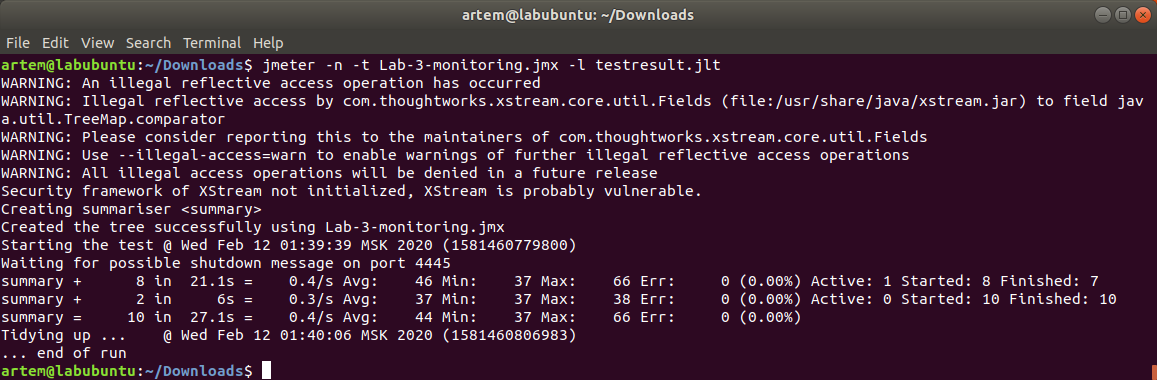 artem@labubuntu: ~/Downloads
File Edit View Search Terminal Help
artem@labubuntu:~/Downloads$ jmeter -n -t Lab-3-monitoring.jmx -l testresult.jlt
WARNING: An illegal reflective access operation has occurred
WARNING: Illegal reflective access by com.thoughtworks.xstream.core.util.Fields (file:/usr/share/java/xstream.jar) to field jav
a.util.TreeMap.comparator
WARNING: Please consider reporting this to the maintainers of com.thoughtworks.xstream.core.util.Fields
WARNING: Use --illegal-access=warn to enable warnings of further illegal reflective access operations
WARNING: All illegal access operations will be denied in a future release
Security framework of XStream not initialized, XStream is probably vulnerable.
Creating summariser <summary>
Created the tree successfully using Lab-3-monitoring.jmx
Starting the test @ Wed Feb 12 01:39:39 MSK 2020 (1581460779800)
Waiting for possible shutdown message on port 4445
summary +      8 in  21.1s =    0.4/s Avg:    46 Min:    37 Max:    66 Err:     0 (0.00%) Active: 1 Started: 8 Finished: 7
summary +      2 in     6s =    0.3/s Avg:    37 Min:    37 Max:    38 Err:     0 (0.00%) Active: 0 Started: 10 Finished: 10
summary =     10 in  27.1s =    0.4/s Avg:    44 Min:    37 Max:    66 Err:     0 (0.00%)
Tidying up ...    @ Wed Feb 12 01:40:06 MSK 2020 (1581460806983)
... end of run
artem@labubuntu:~/Downloads$